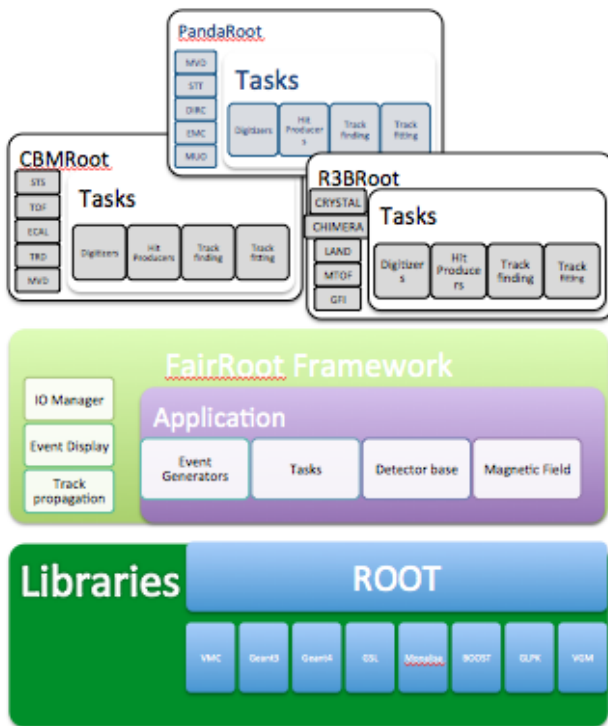 PandaRoot
MVD
STT
DIRC
EMC
MUO
Tasks
Digitizers
Hit
Producer
s
Track
finding
Track
fitting
CBMRoot
STS
TOF
ECAL
TRD
MVD
Tasks
Digitizers
Hit
Producers
Track
finding
Track
fitting
R3BRoot
CRYSTAL
CHIMERA
LAND
MTOF
GFI
Tasks
Digitizer
s
Hit
Produce
rs
Track
finding
Track
fitting
FairRoot Framework
IO Manager
Event Display
Track
propagation
Application
Event
Generators
Tasks
Detector base
Magnetic Field
Libraries
ROOT
VMC
Geant3
Geant4
GSL
Monalisa
BOOST
GLPK
VGM